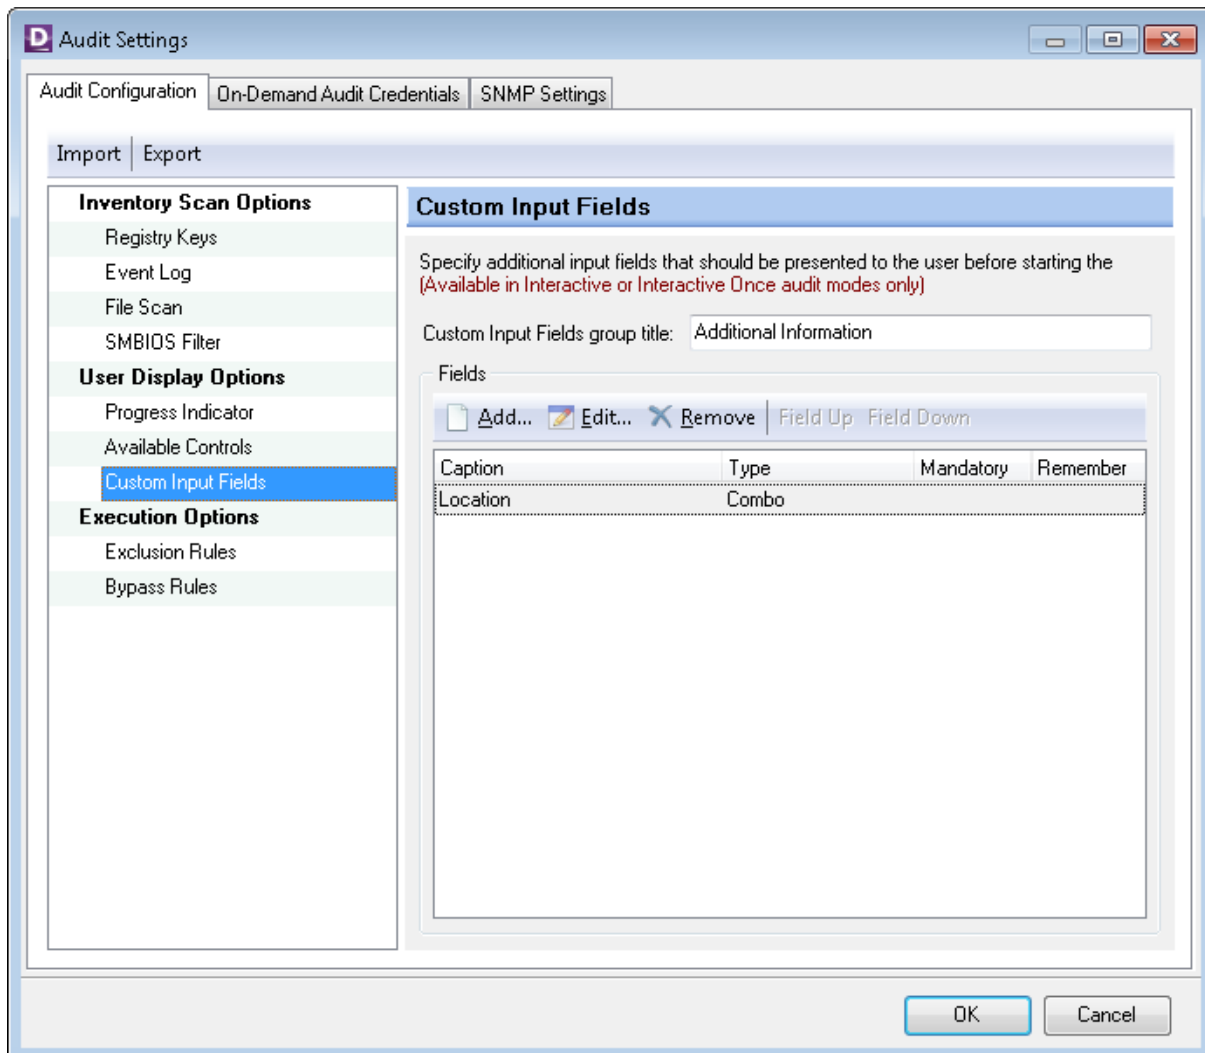 D Audit Settings
Audit Configuration On-Demand Audit Credentials SNMP Settings
Import Export
Inventory Scan Options
Registry Keys
Event Log
File Scan
SMBIOS Filter
User Display Options
Progress Indicator
Available Controls
Custom Input Fields
Execution Options
Exclusion Rules
Bypass Rules
Custom Input Fields
Specify additional input fields that should be presented to the user before starting the
(Available in Interactive or Interactive Once audit modes only)
Custom Input Fields group title: Additional Information
Fields
Add... Edit... Remove Field Up Field Down
Caption Type Mandatory Remember
Location Combo
OK Cancel